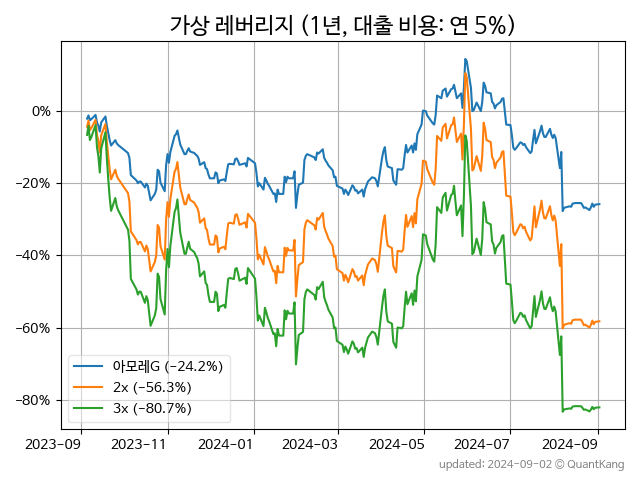 가상 레버리지 (1년, 대출 비용: 연 5%)
0%
−20%
−40%
−60%
−80%
아모레G (−24.2%)
2x (−56.3%)
3x (−80.7%)
2023−09 2023−11 2024−01 2024−03 2024−05 2024−07 2024−09
updated: 2024−09−02 © QuantKang